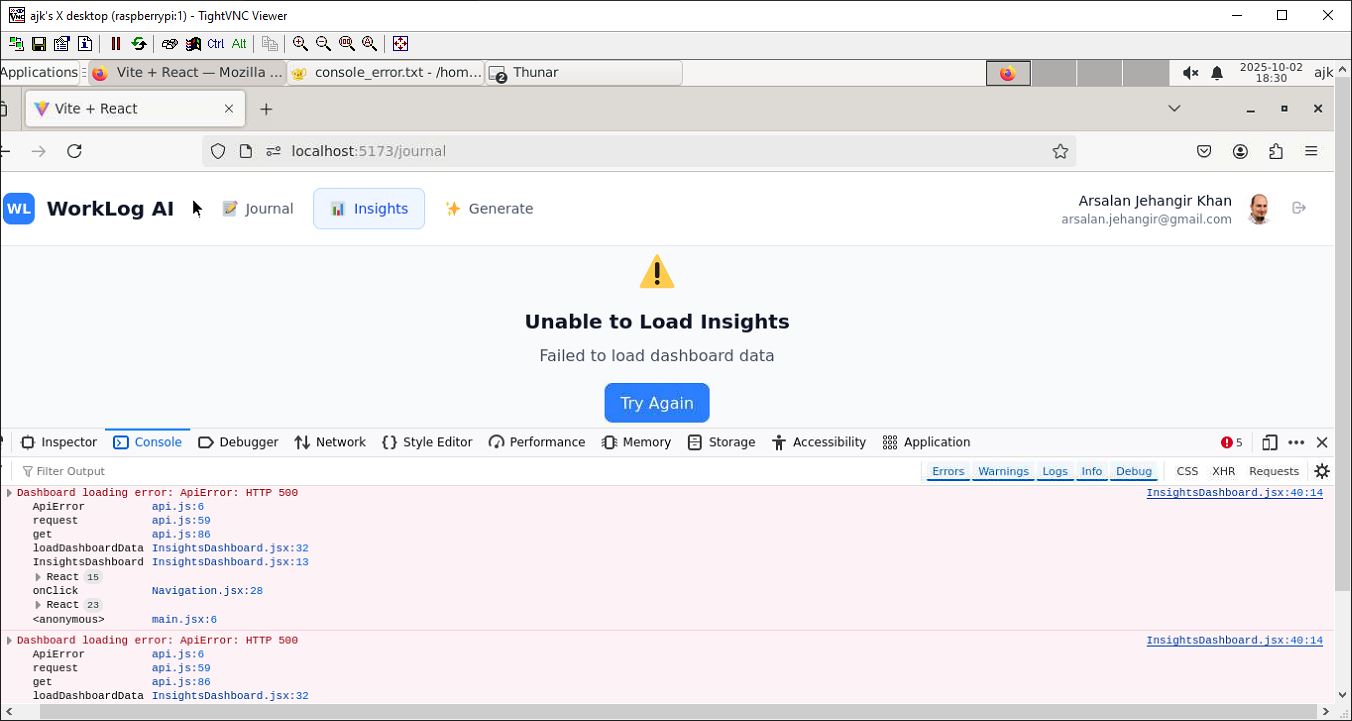 ajk's X desktop (raspberrypi:1) - TightVNC Viewer
Ctrl Alt
Applications Vite + React — Mozilla ... console_error.txt - /hom... 2 Thunar 2025-10-02 18:30 ajk
Vite + React
localhost:5173/journal
WL WorkLog AI Journal Insights Generate Arsalan Jehangir Khan
arsalan.jehangir@gmail.com
Unable to Load Insights
Failed to load dashboard data
Try Again
Inspector Console Debugger Network Style Editor Performance Memory Storage Accessibility Application 5
Filter Output Errors Warnings Logs Info Debug CSS XHR Requests
Dashboard loading error: ApiError: HTTP 500 InsightsDashboard.jsx:40:14
ApiError api.js:6
request api.js:59
get api.js:86
loadDashboardData InsightsDashboard.jsx:32
InsightsDashboard InsightsDashboard.jsx:13
React 15
onClick Navigation.jsx:28
React 23
<anonymous> main.jsx:6
Dashboard loading error: ApiError: HTTP 500 InsightsDashboard.jsx:40:14
ApiError api.js:6
request api.js:59
get api.js:86
loadDashboardData InsightsDashboard.jsx:32